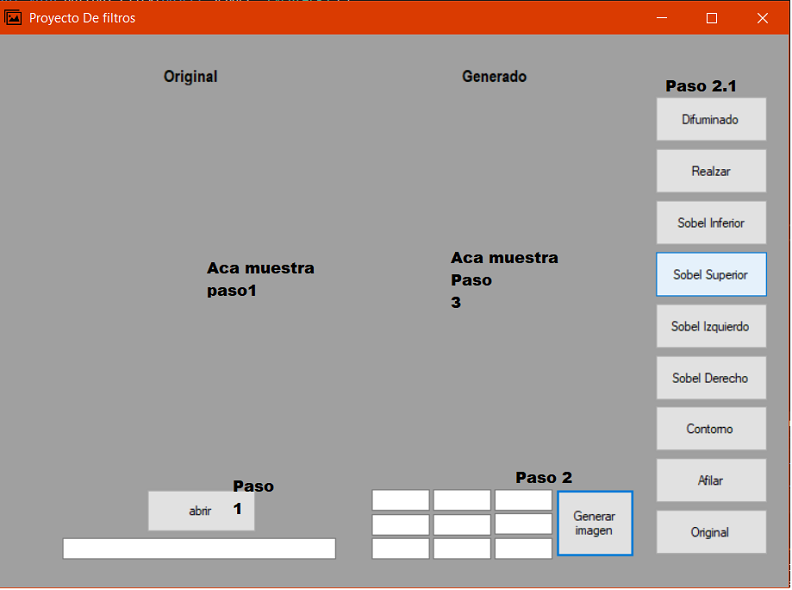 Proyecto De filtros
Original
Generado
Paso 2.1
Difuminado
Realzar
Sobel Inferior
Sobel Superior
Sobel Izquierdo
Sobel Derecho
Contorno
Afilar
Original
Aca muestra
paso1
Aca muestra
Paso
3
Paso
1
abrir
Paso 2
Generar
imagen